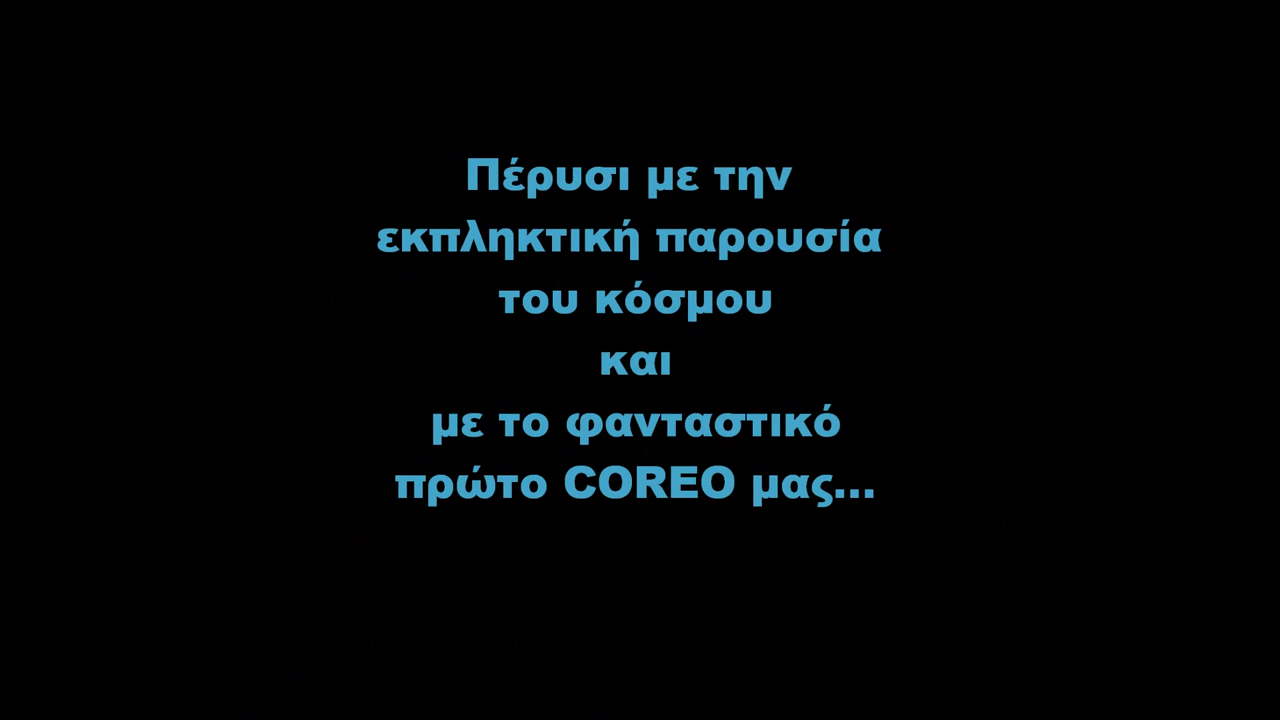 Πέρυσι με την
εκπληκτική παρουσία
του κόσμου
και
με το φανταστικό
πρώτο COREO μας...